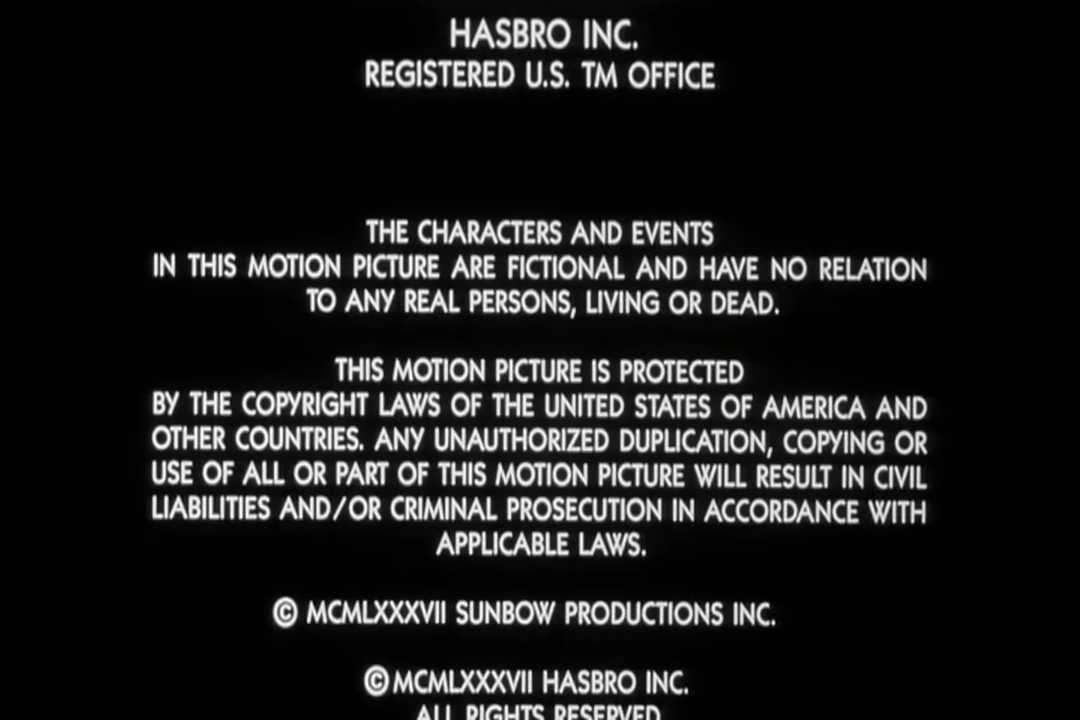 HASBRO INC.
REGISTERED U.S. TM OFFICE
THE CHARACTERS AND EVENTS
IN THIS MOTION PICTURE ARE FICTIONAL AND HAVE NO RELATION
TO ANY REAL PERSONS, LIVING OR DEAD.
THIS MOTION PICTURE IS PROTECTED
BY THE COPYRIGHT LAWS OF THE UNITED STATES OF AMERICA AND
OTHER COUNTRIES. ANY UNAUTHORIZED DUPLICATION, COPYING OR
USE OF ALL OR PART OF THIS MOTION PICTURE WILL RESULT IN CIVIL
LIABILITIES AND/OR CRIMINAL PROSECUTION IN ACCORDANCE WITH
APPLICABLE LAWS.
© MCMLXXXVII SUNBOW PRODUCTIONS INC.
©MCMLXXXVII HASBRO INC.
ALL RIGHTS RESERVED